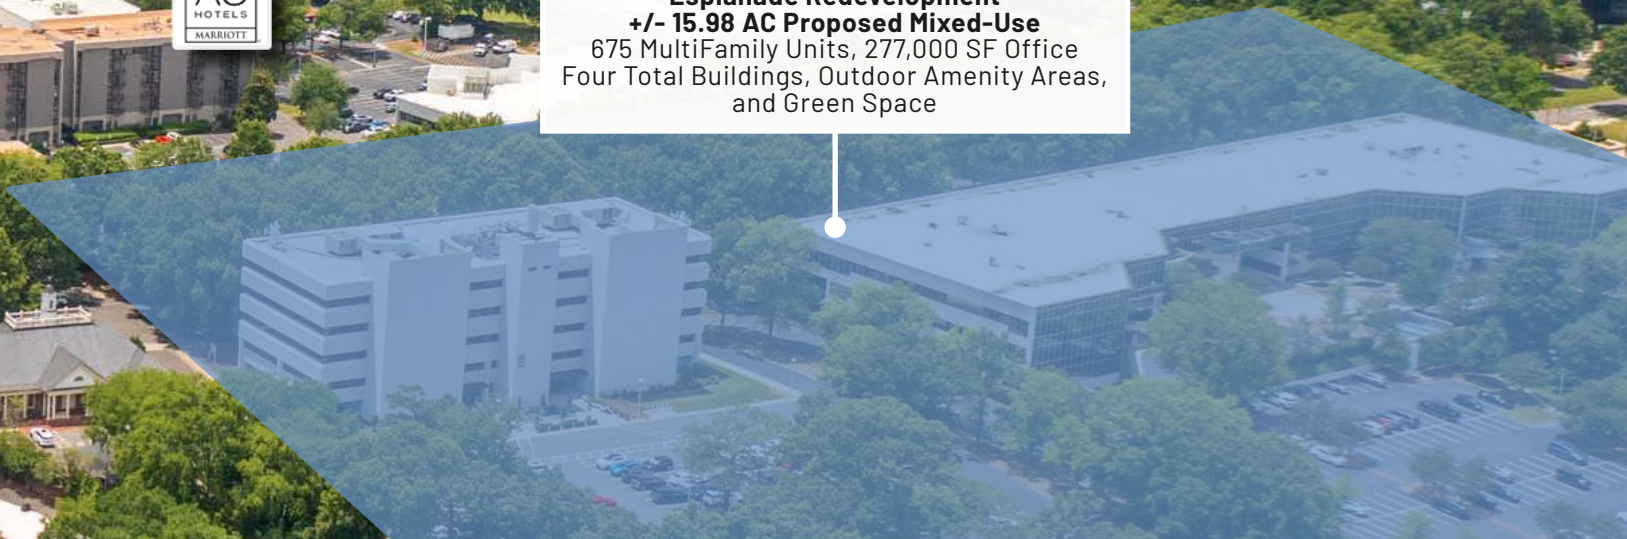 AC
HOTELS
MARRIOTT
Esplanade Redevelopment
+/- 15.98 AC Proposed Mixed-Use
675 MultiFamily Units, 277,000 SF Office
Four Total Buildings, Outdoor Amenity Areas,
and Green Space